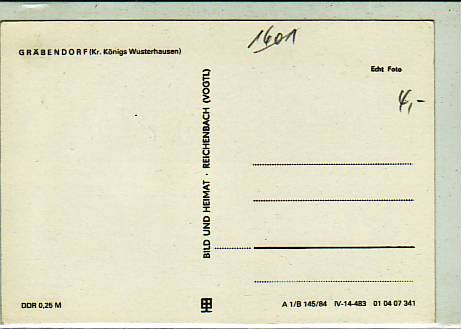 1601
GRÄBENDORF (Kr. Königs Wusterhausen)
Echt Foto
4,-
BILD UND HEIMAT · REICHENBACH (VOGTL)
DDR 0,25 M
A 1/B 145/84 IV-14-483 01 04 07 341